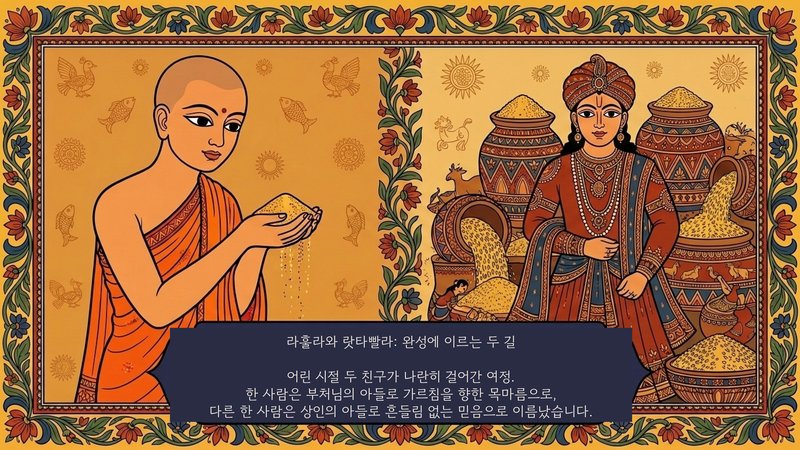 라훌라와 랏타빨라: 완성에 이르는 두 길
어린 시절 두 친구가 나란히 걸어간 여정.
한 사람은 부처님의 아들로 가르침을 향한 목마름으로,
다른 한 사람은 상인의 아들로 흔들림 없는 믿음으로 이름났습니다.